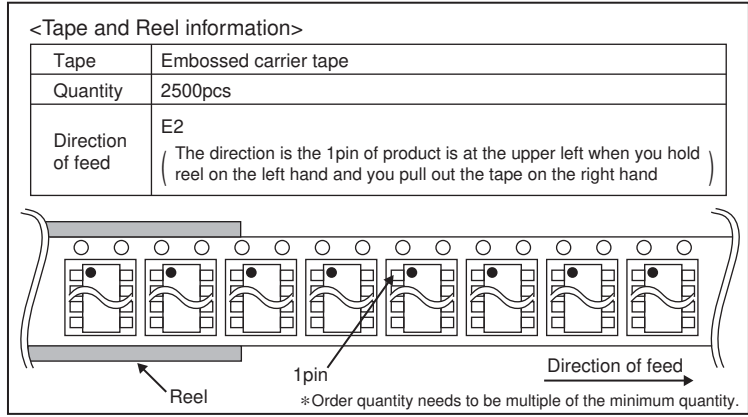 <Tape and Reel information>
Tape Embossed carrier tape
Quantity 2500pcs
Direction of feed E2
( The direction is the 1pin of product is at the upper left when you hold
reel on the left hand and you pull out the tape on the right hand )
Reel
1pin
Direction of feed
*Order quantity needs to be multiple of the minimum quantity.